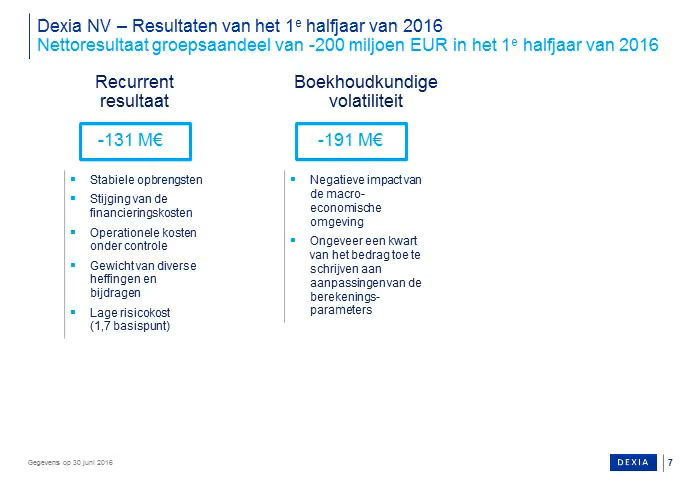 Dexia NV – Resultaten van het 1e halfjaar van 2016
Nettoresultaat groepsaandeel van -200 miljoen EUR in het 1e halfjaar van 2016
Recurrent
resultaat
-131 M€
Stabiele opbrengsten
Stijging van de
financieringskosten
Operationele kosten
onder controle
Gewicht van diverse
heffingen en
bijdragen
Lage risicokost
(1,7 basispunt)
Boekhoudkundige
volatiliteit
-191 M€
Negatieve impact van
de macro-
economische
omgeving
Ongeveer een kwart
van het bedrag toe te
schrijven aan
aanpassingen van de
berekenings-
parameters
Gegevens op 30 juni 2016
DEXIA
7